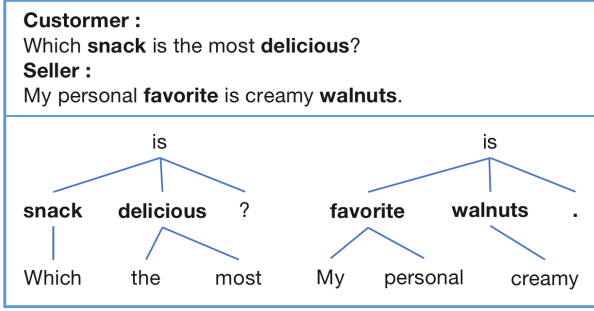 Custormer :
Which snack is the most delicious?
Seller :
My personal favorite is creamy walnuts.
is is
snack delicious ? favorite walnuts .
Which the most My personal creamy